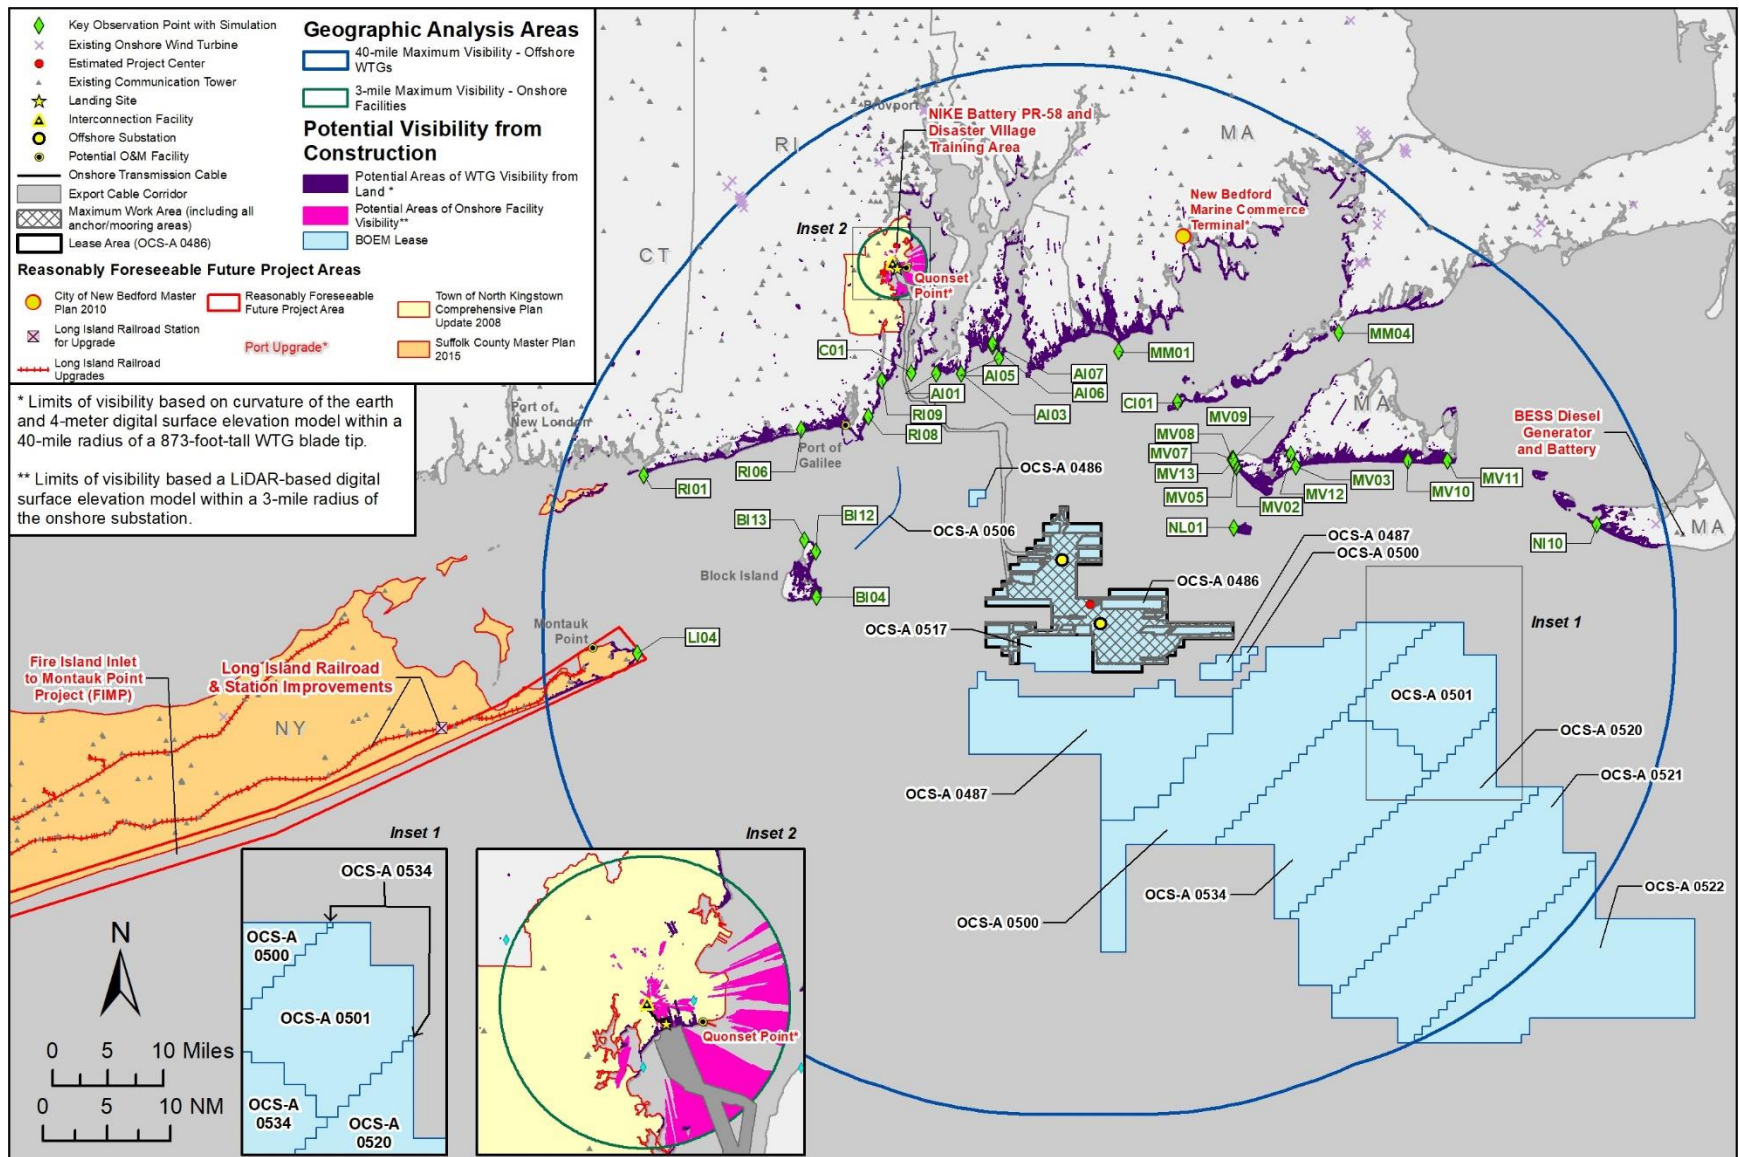 Key Observation Point with Simulation
Existing Onshore Wind Turbine
Estimated Project Center
Existing Communication Tower
Landing Site
Interconnection Facility
Offshore Substation
Potential O&M Facility
Onshore Transmission Cable
Export Cable Corridor
Maximum Work Area (including all
anchor/mooring areas)
Lease Area (OCS-A 0486)
Geographic Analysis Areas
40-mile Maximum Visibility - Offshore
WTGs
3-mile Maximum Visibility - Onshore
Facilities
Potential Visibility from
Construction
Potential Areas of WTG Visibility from
Land *
Potential Areas of Onshore Facility
Visibility**
BOEM Lease
Reasonably Foreseeable Future Project Areas
City of New Bedford Master
Plan 2010
Long Island Railroad Station
for Upgrade
Long Island Railroad
Upgrades
Reasonably Foreseeable
Future Project Area
Port Upgrade*
Town of North Kingstown
Comprehensive Plan
Update 2008
Suffolk County Master Plan
2015
* Limits of visibility based on curvature of the earth
and 4-meter digital surface elevation model within a
40-mile radius of a 873-foot-tall WTG blade tip.
** Limits of visibility based a LiDAR-based digital
surface elevation model within a 3-mile radius of
the onshore substation.
RI
MA
CT
NIKE Battery PR-58 and
Disaster Village
Training Area
New Bedford
Marine Commerce
Terminal*
Inset 2
Quonset
Point*
C01
AI01
AI03
AI05
AI06
AI07
MM01
MM04
RI09
RI08
RI06
RI01
CI01
MV09
MV08
MV07
MV13
MV05
MV02
MV12
MV03
MV10
MV11
MA
NL01
NI10
MA
BESS Diesel
Generator
and Battery
Port of
New London
Port of
Galilee
BI13
BI12
BI04
Block Island
Montauk
Point
LI04
OCS-A 0486
OCS-A 0506
OCS-A 0487
OCS-A 0500
OCS-A 0486
OCS-A 0517
Inset 1
OCS-A 0501
OCS-A 0520
OCS-A 0521
OCS-A 0487
OCS-A 0534
OCS-A 0500
OCS-A 0522
Fire Island Inlet
to Montauk Point
Project (FIMP)
Long Island Railroad
& Station Improvements
NY
Inset 1
OCS-A 0534
OCS-A
0500
OCS-A 0501
OCS-A
0534
OCS-A
0520
Inset 2
Quonset Point*
N
0 5 10 Miles
0 5 10 NM